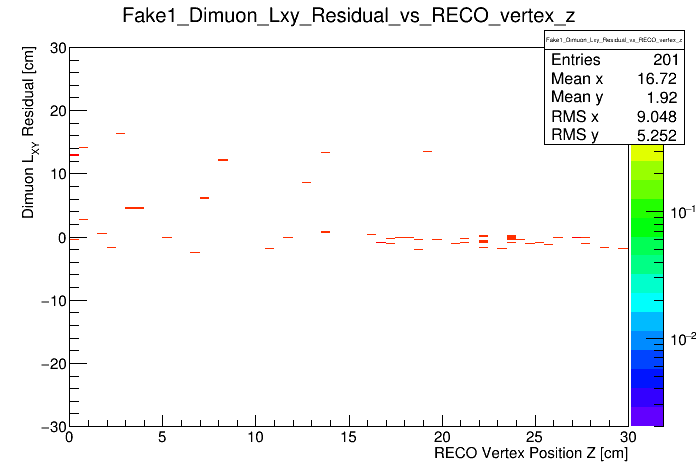 Fake1_Dimuon_Lxy_Residual_vs_RECO_vertex_z
Fake1_Dimuon_Lxy_Residual_vs_RECO_vertex_z
Entries 201
Mean x 16.72
Mean y 1.92
RMS x 9.048
RMS y 5.252
Dimuon LXY Residual [cm]
30
20
10
0
−10
−20
−30
10−1
10−2
0 5 10 15 20 25 30
RECO Vertex Position Z [cm]